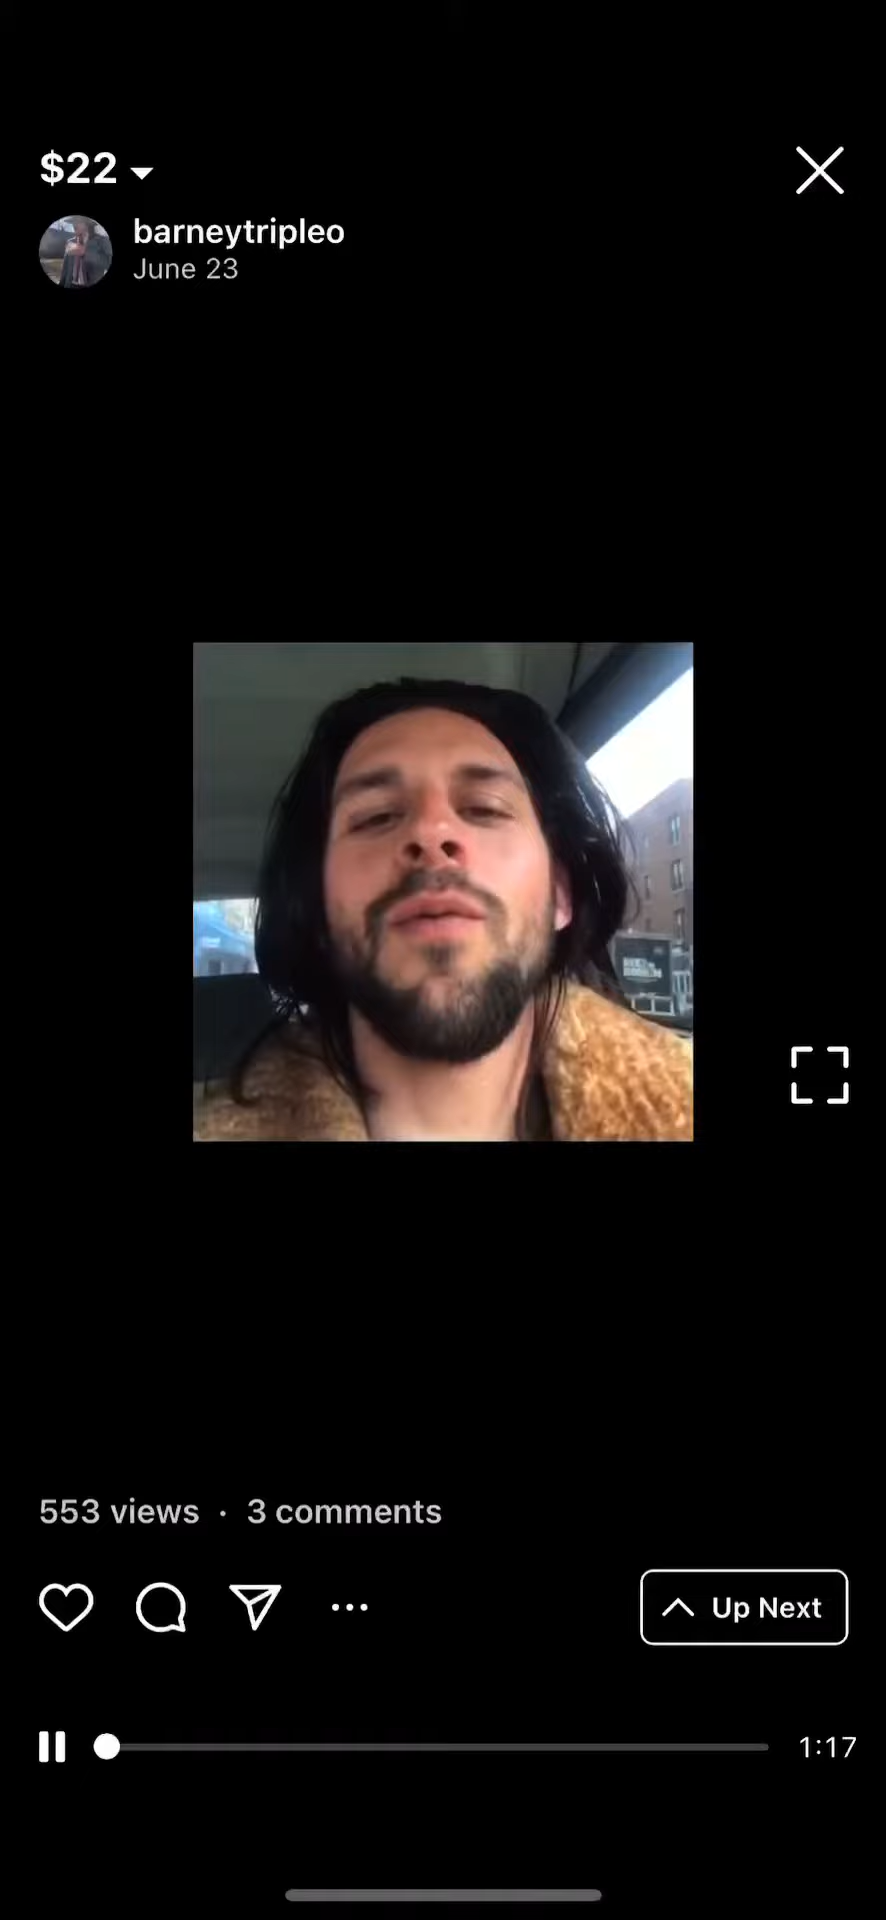 $22
barneytripleo
June 23
553 views · 3 comments
Up Next
1:17